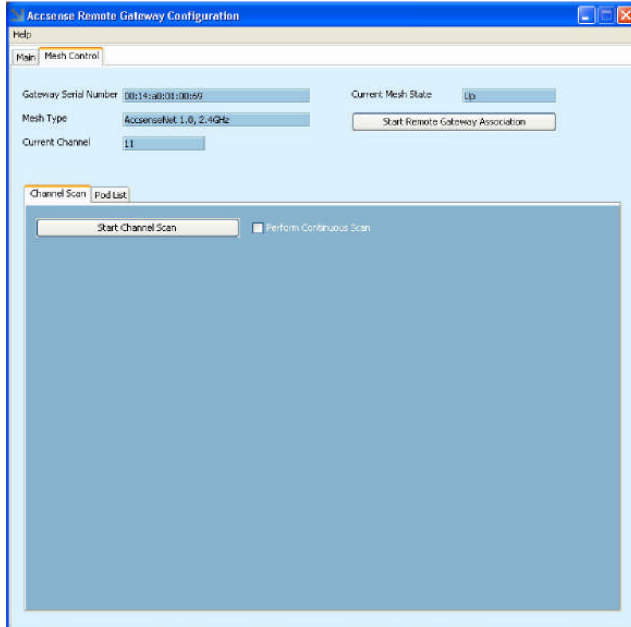 Accsense Remote Gateway Configuration
Help
Main Mesh Control
Gateway Serial Number 00:14:a0:01:00:69 Current Mesh State Up
Mesh Type AccsenseNet 1.0, 2.4GHz Start Remote Gateway Association
Current Channel 11
Channel Scan Pod List
Start Channel Scan Perform Continuous Scan